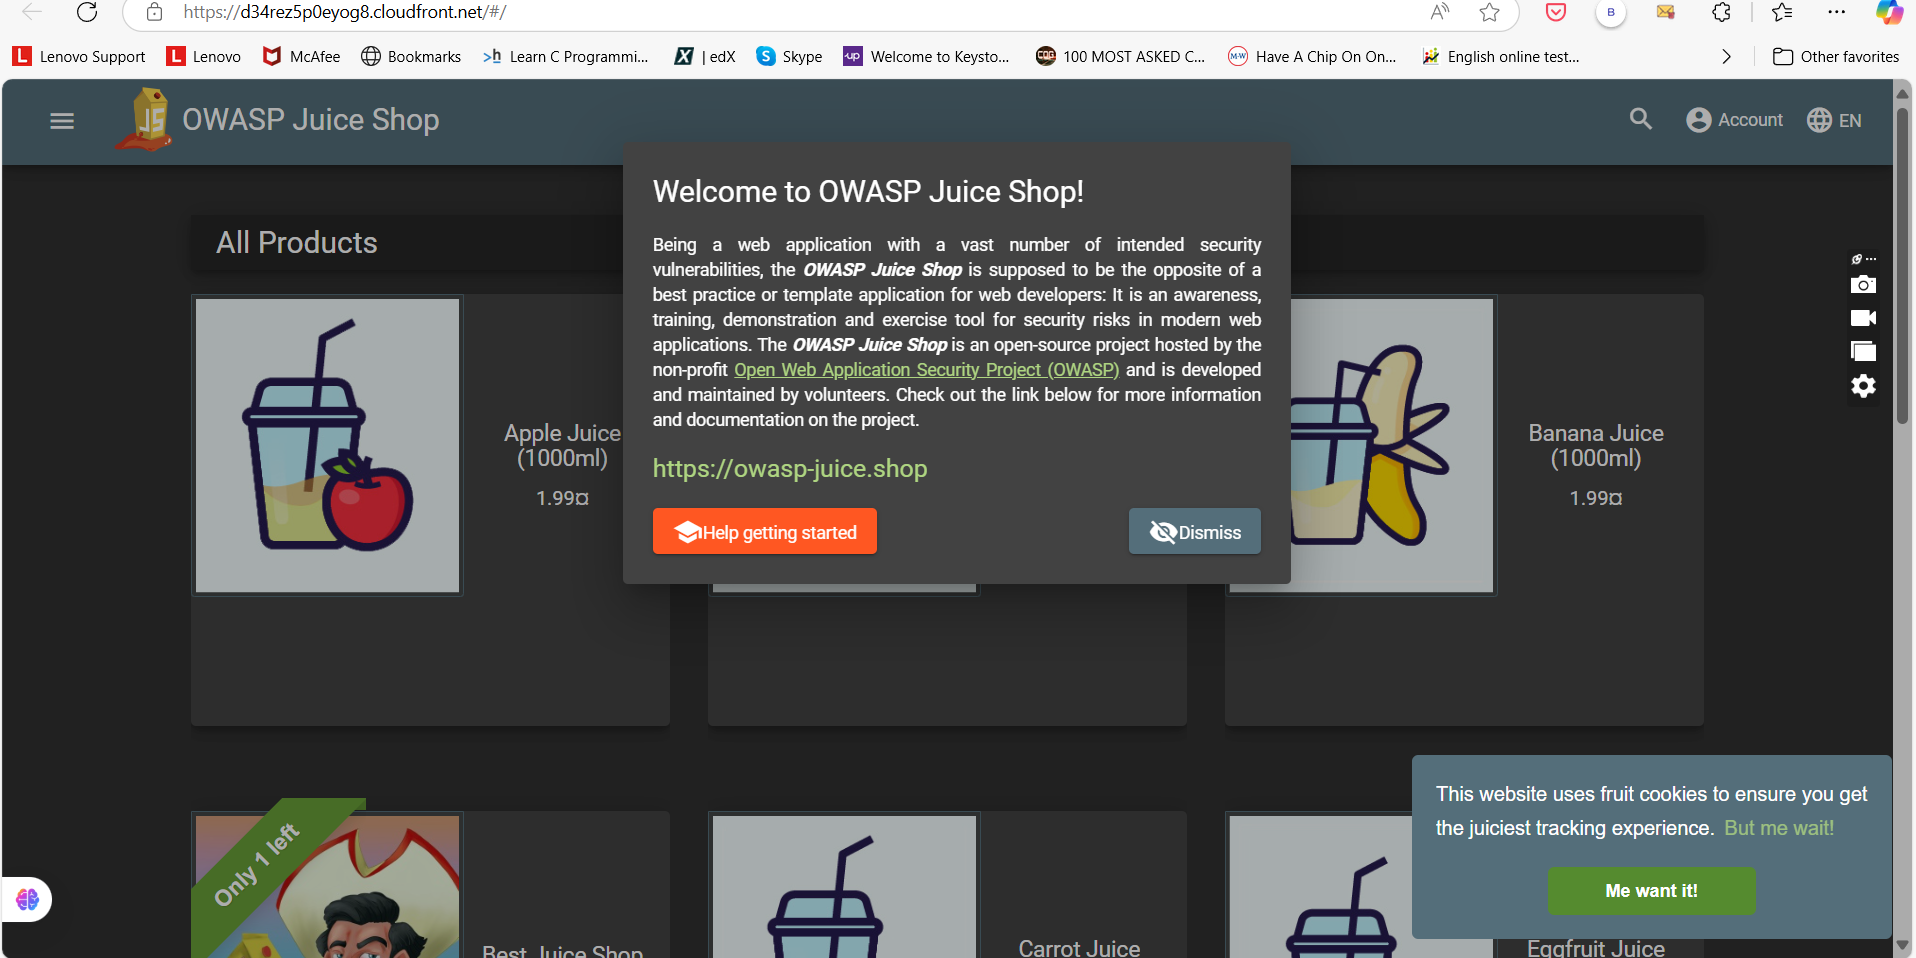 https://d34rez5p0eyog8.cloudfront.net/#/
B
Lenovo Support
Lenovo
McAfee
Bookmarks
Learn C Programmi...
| edX
Skype
Welcome to Keysto...
100 MOST ASKED C...
Have A Chip On On...
English online test...
Other favorites
OWASP Juice Shop
Account
EN
All Products
Welcome to OWASP Juice Shop!
Being a web application with a vast number of intended security
vulnerabilities, the OWASP Juice Shop is supposed to be the opposite of a
best practice or template application for web developers: It is an awareness,
training, demonstration and exercise tool for security risks in modern web
applications. The OWASP Juice Shop is an open-source project hosted by the
non-profit Open Web Application Security Project (OWASP) and is developed
and maintained by volunteers. Check out the link below for more information
and documentation on the project.
https://owasp-juice.shop
Help getting started
Dismiss
Apple Juice
(1000ml)
1.99¤
Banana Juice
(1000ml)
1.99¤
Only 1 left
Best Juice Shop
Carrot Juice
Eggfruit Juice
This website uses fruit cookies to ensure you get
the juiciest tracking experience. But me wait!
Me want it!